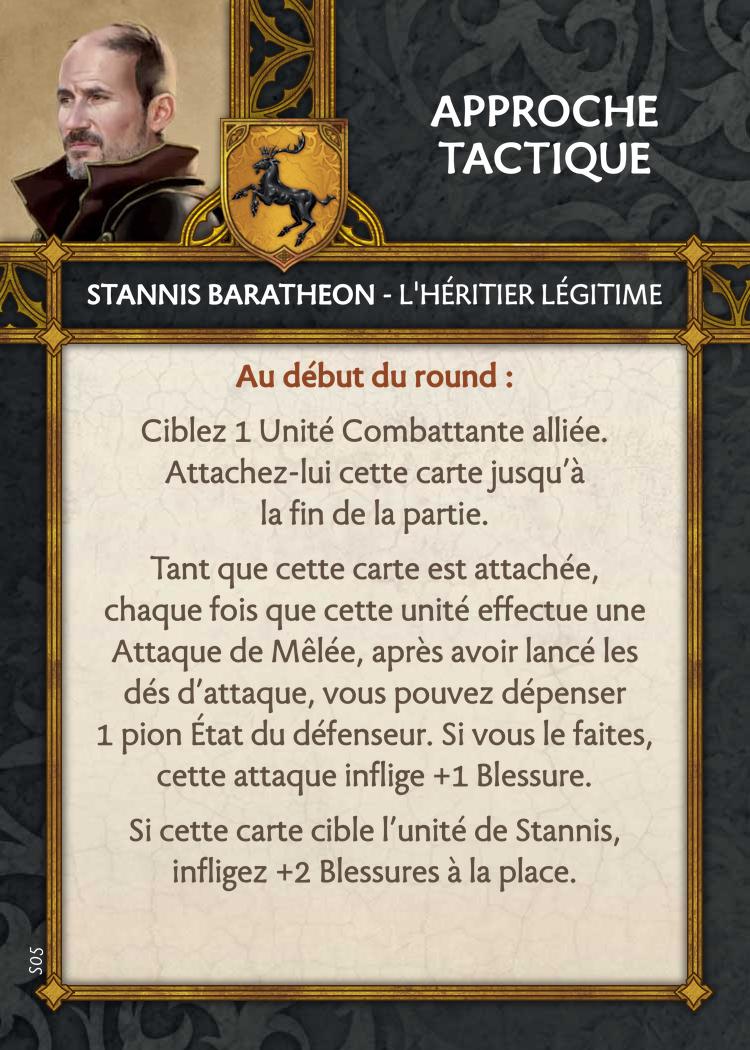 APPROCHE
TACTIQUE
STANNIS BARATHEON - L'HÉRITIER LÉGITIME
Au début du round :
Ciblez 1 Unité Combattante alliée.
Attachez-lui cette carte jusqu’à
la fin de la partie.
Tant que cette carte est attachée,
chaque fois que cette unité effectue une
Attaque de Mêlée, après avoir lancé les
dés d’attaque, vous pouvez dépenser
1 pion État du défenseur. Si vous le faites,
cette attaque inflige +1 Blessure.
Si cette carte cible l’unité de Stannis,
infligez +2 Blessures à la place.
S05